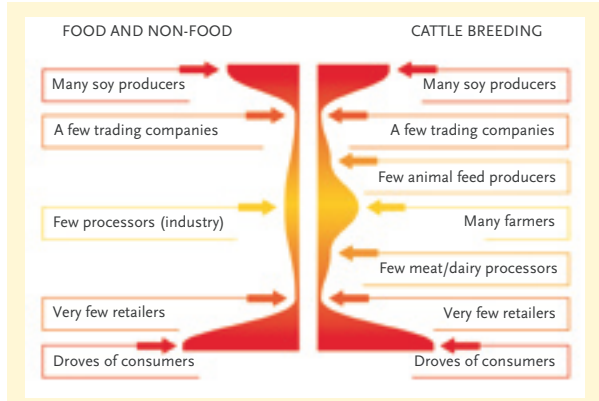 FOOD AND NON-FOOD
CATTLE BREEDING
Many soy producers
Many soy producers
A few trading companies
A few trading companies
Few animal feed producers
Few processors (industry)
Many farmers
Few meat/dairy processors
Very few retailers
Very few retailers
Droves of consumers
Droves of consumers